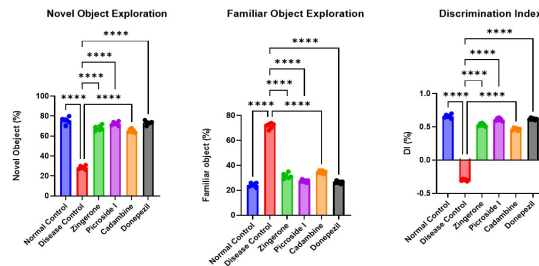 Novel Object Exploration
****
****
****
**** ****
Novel Obeject (%)
100
80
60
40
20
0
Normal Control
Disease Control
Zingerone
Picroside I
Cadambine
Donepezil
Familiar Object Exploration
****
****
****
**** ****
Familiar object (%)
80
60
40
20
0
Normal Control
Disease Control
Zingerone
Picroside I
Cadambine
Donepezil
Discrimination Index
****
****
****
**** ****
DI (%)
1.0
0.5
0.0
-0.5
Normal Control
Disease Control
Zingerone
Picroside I
Cadambine
Donepezil